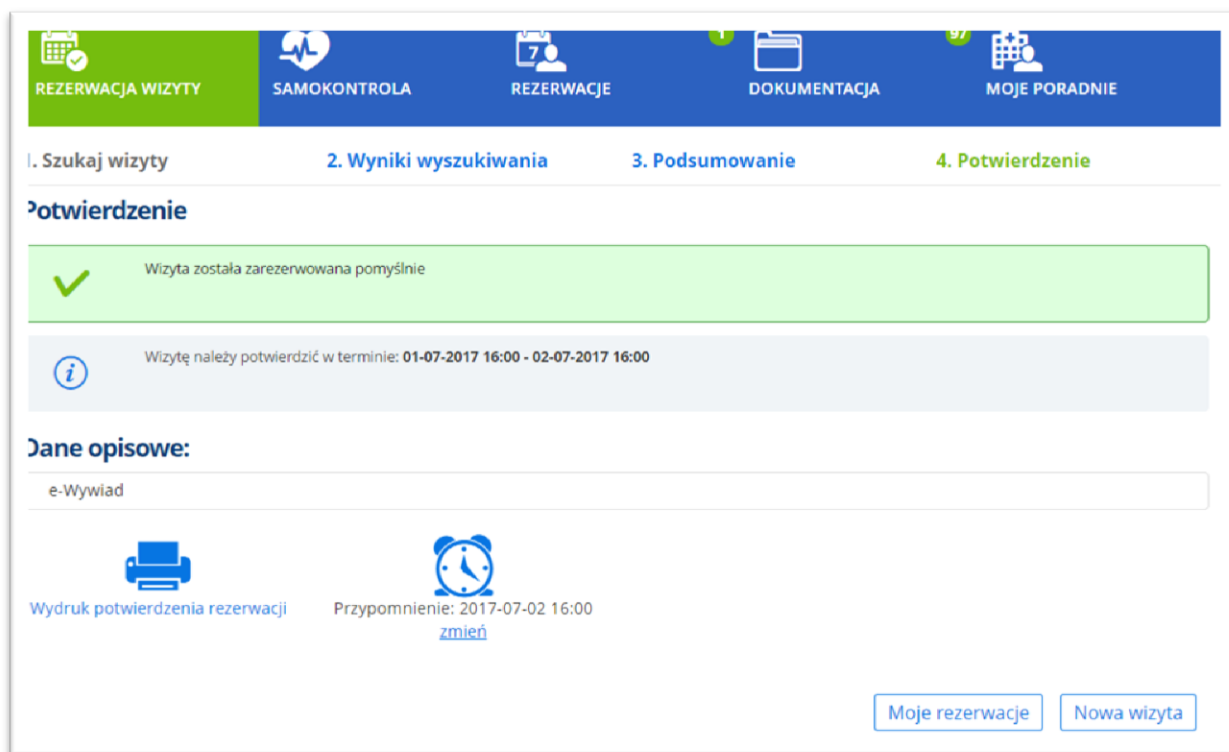 7
1
97
REZERWACJA WIZYTY
SAMOKONTROLA
REZERWACJE
DOKUMENTACJA
MOJE PORADNIE
1. Szukaj wizyty
2. Wyniki wyszukiwania
3. Podsumowanie
4. Potwierdzenie
Potwierdzenie
Wizyta została zarezerwowana pomyślnie
i
Wizytę należy potwierdzić w terminie: 01-07-2017 16:00 - 02-07-2017 16:00
Dane opisowe:
e-Wywiad
Wydruk potwierdzenia rezerwacji
Przypomnienie: 2017-07-02 16:00
zmień
Moje rezerwacje
Nowa wizyta